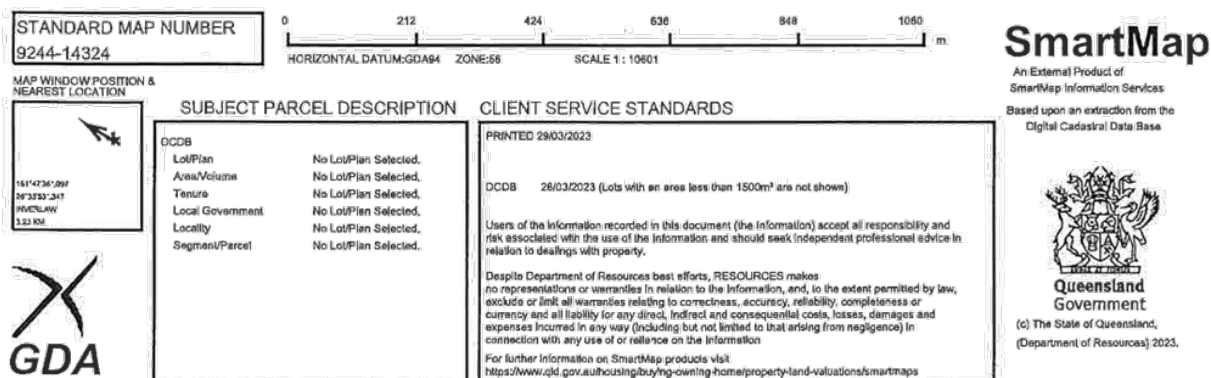 STANDARD MAP NUMBER
9244-14324
0 212 424 636 848 1060
m
HORIZONTAL DATUM:GDA94 ZONE:56 SCALE 1 : 10601
MAP WINDOW POSITION &
NEAREST LOCATION
151°47'36".097
26°33'53".347
INVERLAW
3.23 KM
GDA
SUBJECT PARCEL DESCRIPTION
DCDB
Lot/Plan No Lot/Plan Selected.
Area/Volume No Lot/Plan Selected.
Tenure No Lot/Plan Selected.
Local Government No Lot/Plan Selected.
Locality No Lot/Plan Selected.
Segment/Parcel No Lot/Plan Selected.
CLIENT SERVICE STANDARDS
PRINTED 29/03/2023
DCDB 28/03/2023 (Lots with an area less than 1500m² are not shown)
Users of the information recorded in this document (the Information) accept all responsibility and
risk associated with the use of the Information and should seek independent professional advice in
relation to dealings with property.
Despite Department of Resources best efforts, RESOURCES makes
no representations or warranties in relation to the Information, and, to the extent permitted by law,
exclude or limit all warranties relating to correctness, accuracy, reliability, completeness or
currency and all liability for any direct, indirect and consequential costs, losses, damages and
expenses incurred in any way (including but not limited to that arising from negligence) in
connection with any use of or reliance on the Information
For further information on SmartMap products visit
https://www.qld.gov.au/housing/buying-owning-home/property-land-valuations/smartmaps
SmartMap
An External Product of
SmartMap Information Services
Based upon an extraction from the
Digital Cadastral Data Base
Queensland
Government
(c) The State of Queensland,
(Department of Resources) 2023.